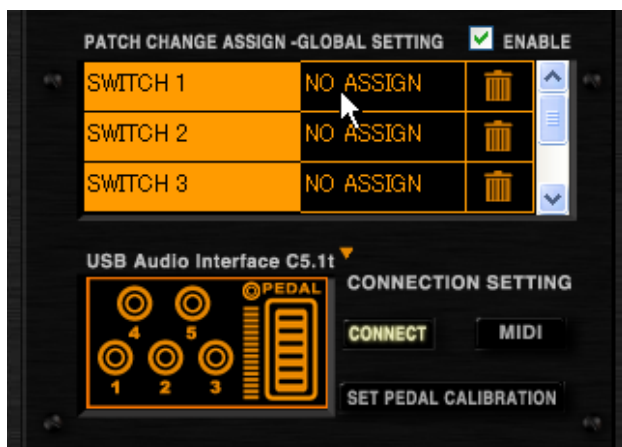 PATCH CHANGE ASSIGN -GLOBAL SETTING ENABLE
SWITCH 1 NO ASSIGN
SWITCH 2 NO ASSIGN
SWITCH 3 NO ASSIGN
USB Audio Interface C5.1t
PEDAL
4 5
1 2 3
CONNECTION SETTING
CONNECT MIDI
SET PEDAL CALIBRATION